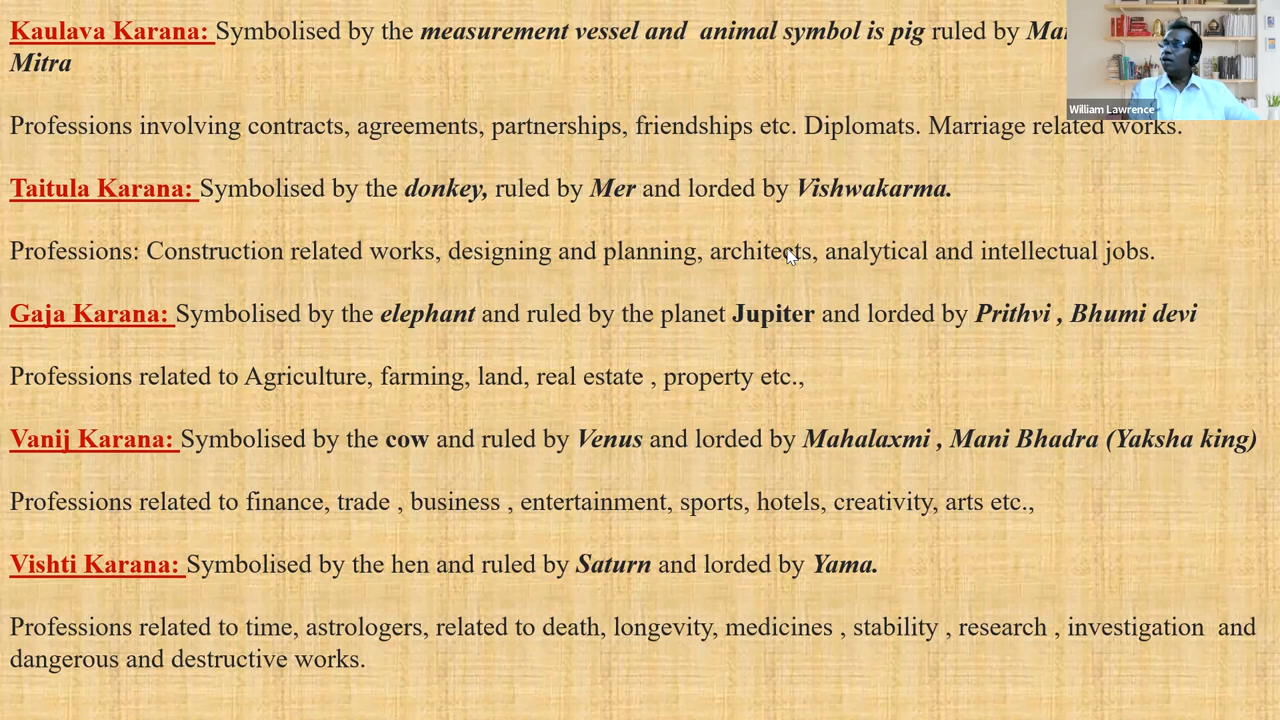 Kaulava Karana: Symbolised by the measurement vessel and animal symbol is pig ruled by
Mitra
William Lawrence
Professions involving contracts, agreements, partnerships, friendships etc. Diplomats. Marriage related works.
Taitula Karana: Symbolised by the donkey, ruled by Mer and lorded by Vishwakarma.
Professions: Construction related works, designing and planning, architects, analytical and intellectual jobs.
Gaja Karana: Symbolised by the elephant and ruled by the planet Jupiter and lorded by Prithvi , Bhumi devi
Professions related to Agriculture, farming, land, real estate , property etc.,
Vanij Karana: Symbolised by the cow and ruled by Venus and lorded by Mahalaxmi , Mani Bhadra (Yaksha king)
Professions related to finance, trade , business , entertainment, sports, hotels, creativity, arts etc.,
Vishti Karana: Symbolised by the hen and ruled by Saturn and lorded by Yama.
Professions related to time, astrologers, related to death, longevity, medicines , stability , research , investigation and
dangerous and destructive works.